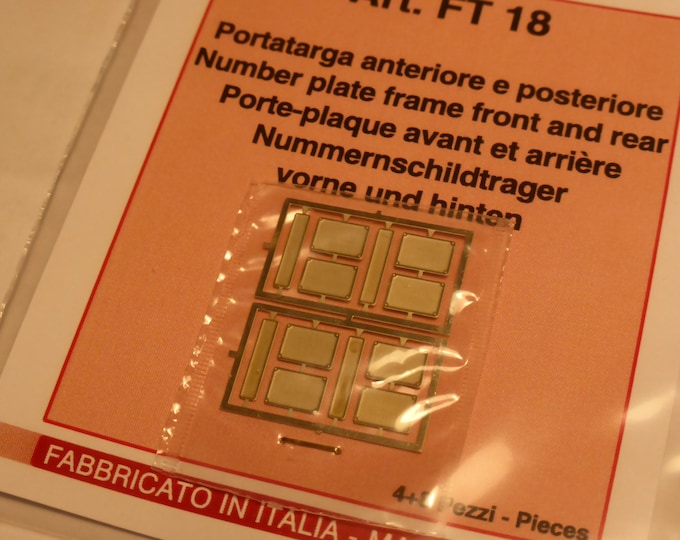 Art. FT 18
Portatarga anteriore e posteriore
Number plate frame front and rear
Porte-plaque avant et arrière
Nummernschildtrager
vorne und hinten
Pezzi - Pieces
FABBRICATO IN ITALIA -